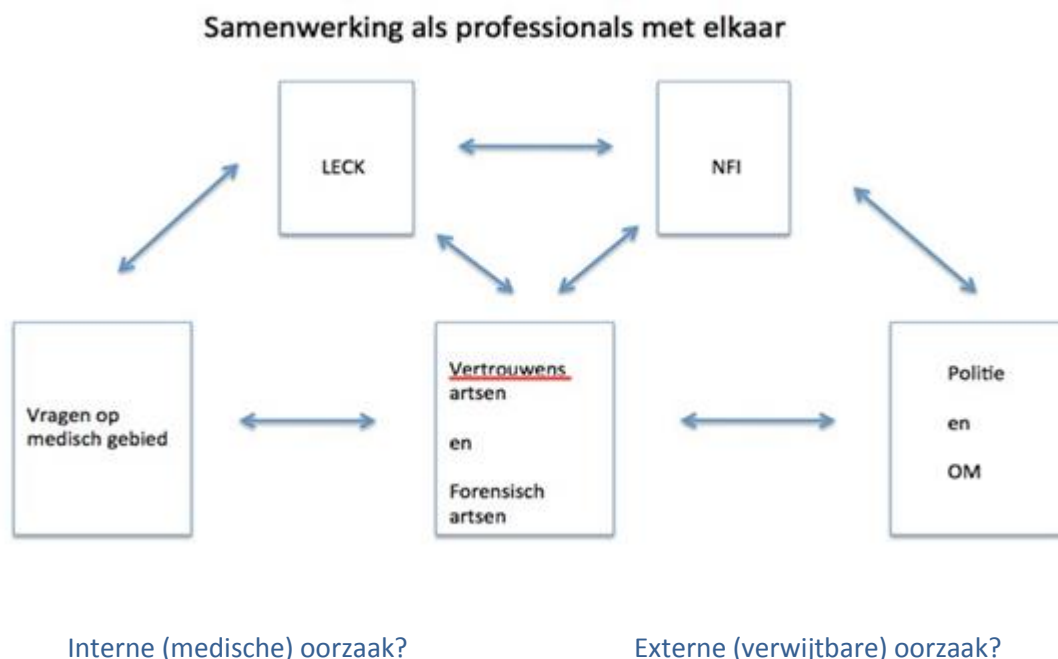 Samenwerking als professionals met elkaar
LECK
NFI
Vragen op
medisch gebied
Vertrouwens
artsen
en
Forensisch
artsen
Politie
en
OM
Interne (medische) oorzaak?
Externe (verwijtbare) oorzaak?